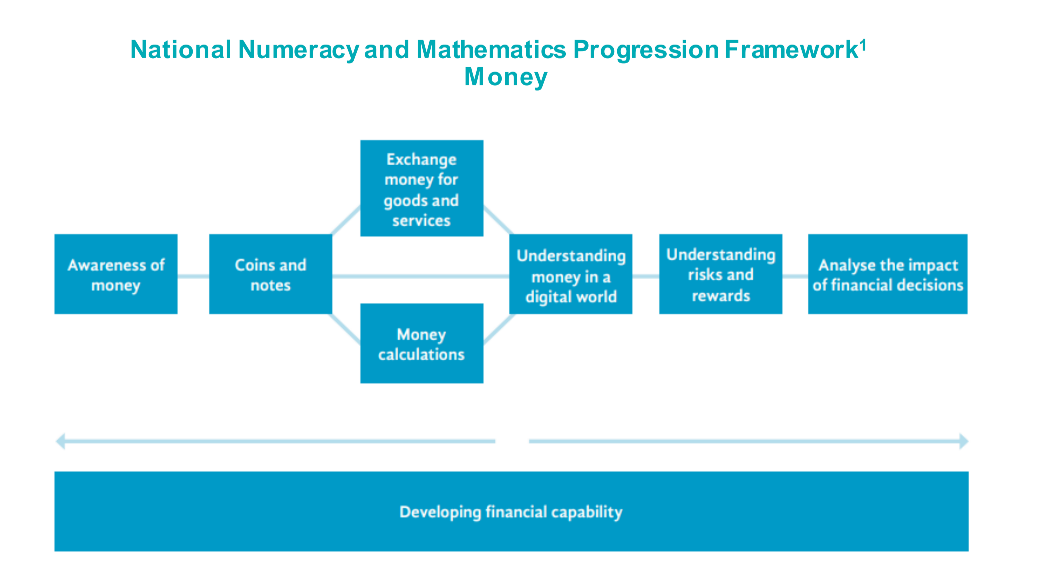 National Numeracy and Mathematics Progression Framework¹
Money
Exchange
money for
goods and
services
Awareness of
money
Coins and
notes
Understanding
money in a
digital world
Understanding
risks and
rewards
Analyse the impact
of financial decisions
Money
calculations
Developing financial capability